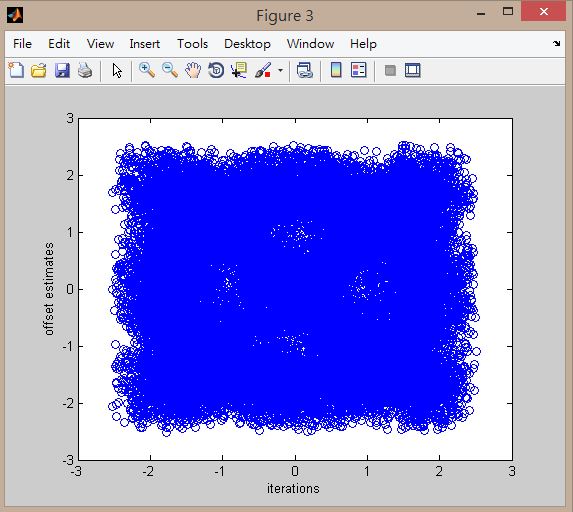 Figure 3
File Edit View Insert Tools Desktop Window Help
3
2
1
0
-1
-2
-3
offset estimates
-3 -2 -1 0 1 2 3
iterations